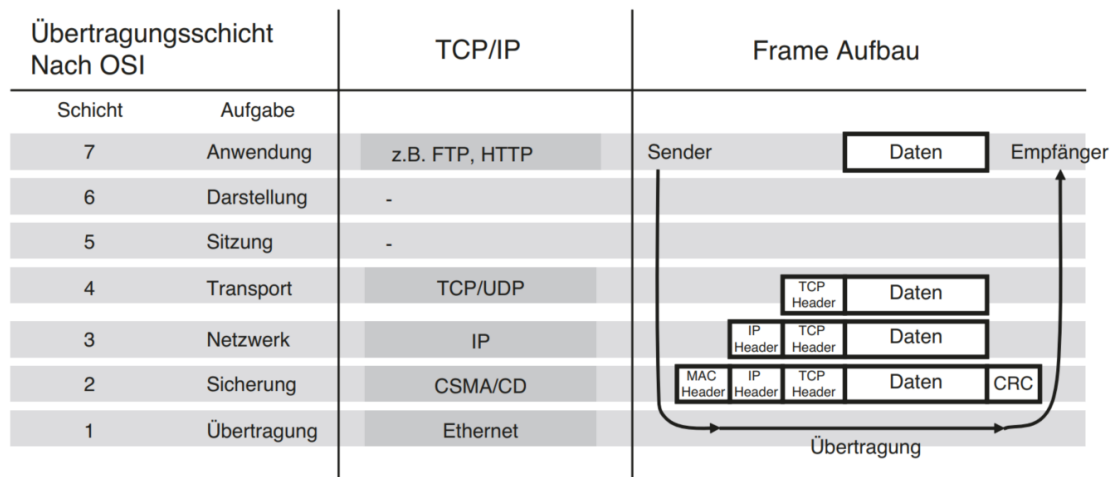 Übertragungsschicht
Nach OSI
TCP/IP
Frame Aufbau
Schicht Aufgabe
7 Anwendung z.B. FTP, HTTP Sender Daten Empfänger
6 Darstellung -
5 Sitzung -
4 Transport TCP/UDP TCP Header Daten
3 Netzwerk IP IP Header TCP Header Daten
2 Sicherung CSMA/CD MAC Header IP Header TCP Header Daten CRC
1 Übertragung Ethernet
Übertragung